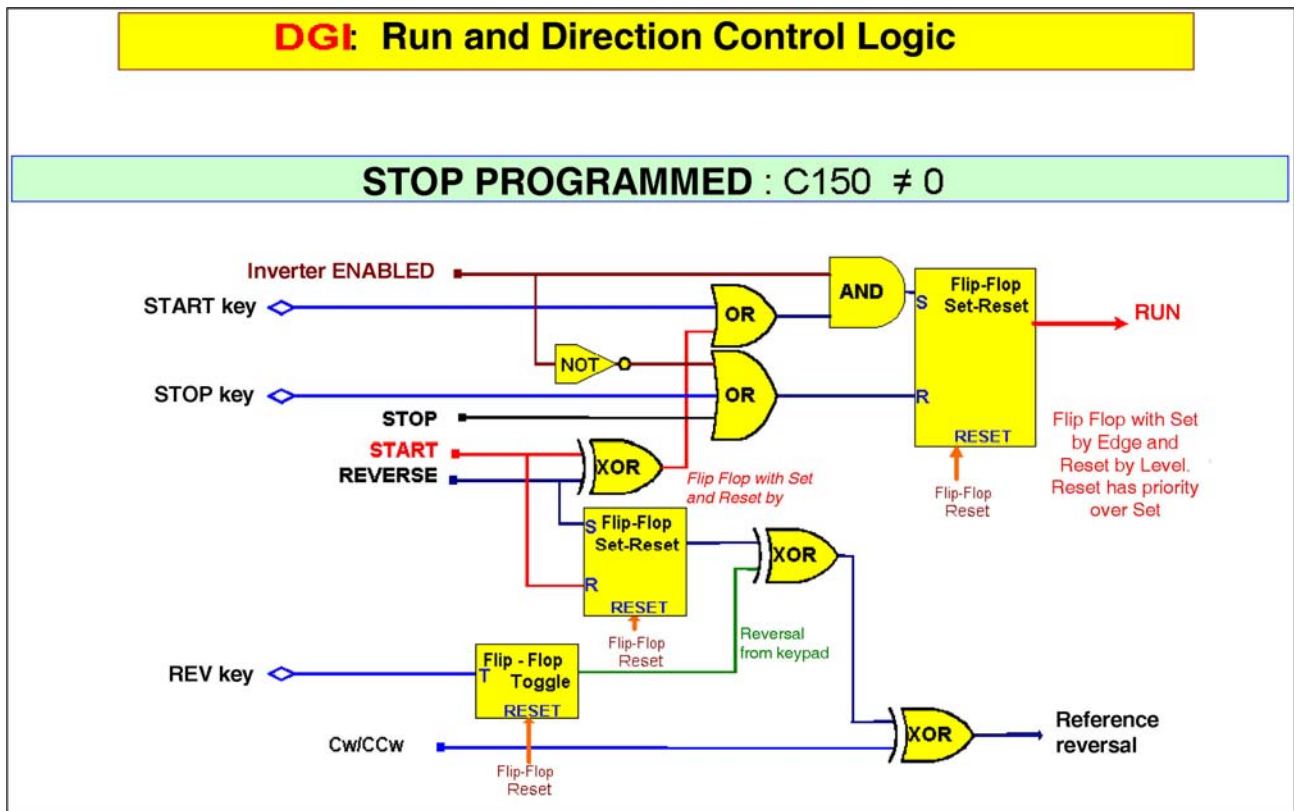 DGI: Run and Direction Control Logic
STOP PROGRAMMED : C150 ≠ 0
Inverter ENABLED
START key
OR
AND
Flip-Flop
Set-Reset
S
RUN
NOT
STOP key
OR
R
STOP
RESET
Flip Flop with Set
by Edge and
Reset by Level.
Reset has priority
over Set
START
REVERSE
XOR
Flip Flop with Set
and Reset by
Flip-Flop
Reset
S
Flip-Flop
Set-Reset
R
RESET
XOR
Flip-Flop
Reset
Reversal
from keypad
REV key
T
Flip - Flop
Toggle
RESET
Cw/CCw
Flip-Flop
Reset
XOR
Reference
reversal